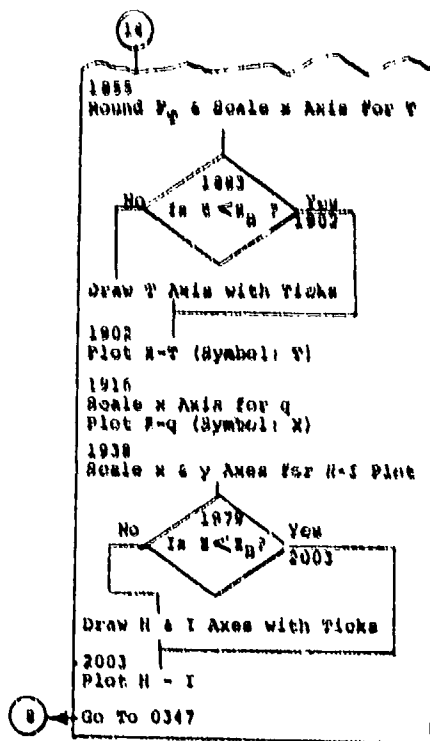 14
1855
Round F_T & Scale x Axis for T
1883
No Is N < N_B ? Yes
1902
Draw T Axis with Ticks
1902
Plot N-T (Symbol: T)
1916
Scale x Axis for q
Plot N-q (Symbol: X)
1938
Scale x & y Axes for H-I Plot
1979
No Is N < N_B? Yes
2003
Draw H & I Axes with Ticks
2003
Plot H - I
Go To 0347